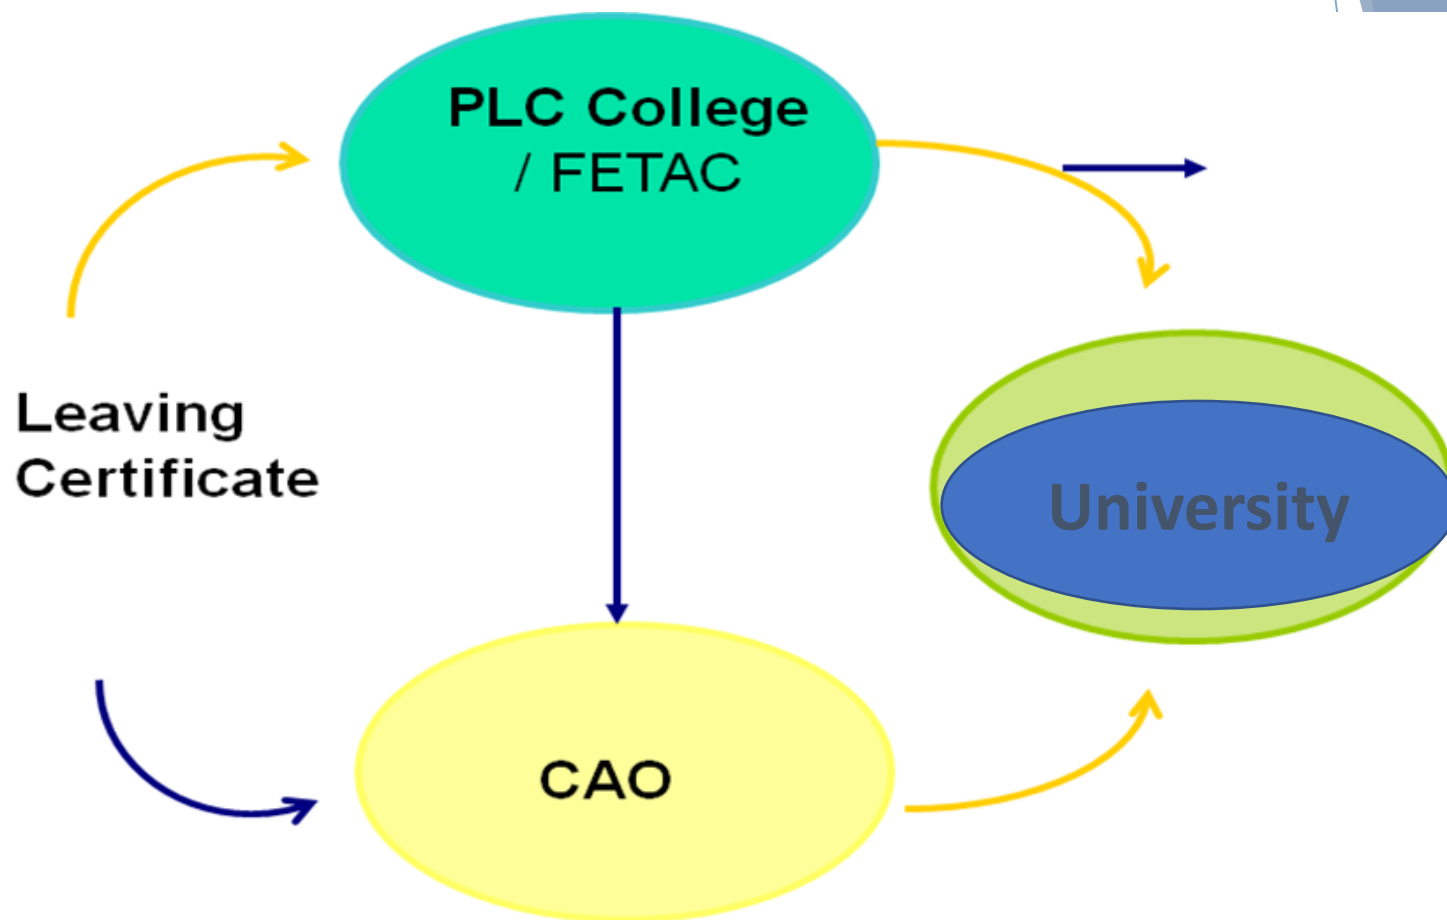 PLC College
/ FETAC
Leaving
Certificate
University
CAO